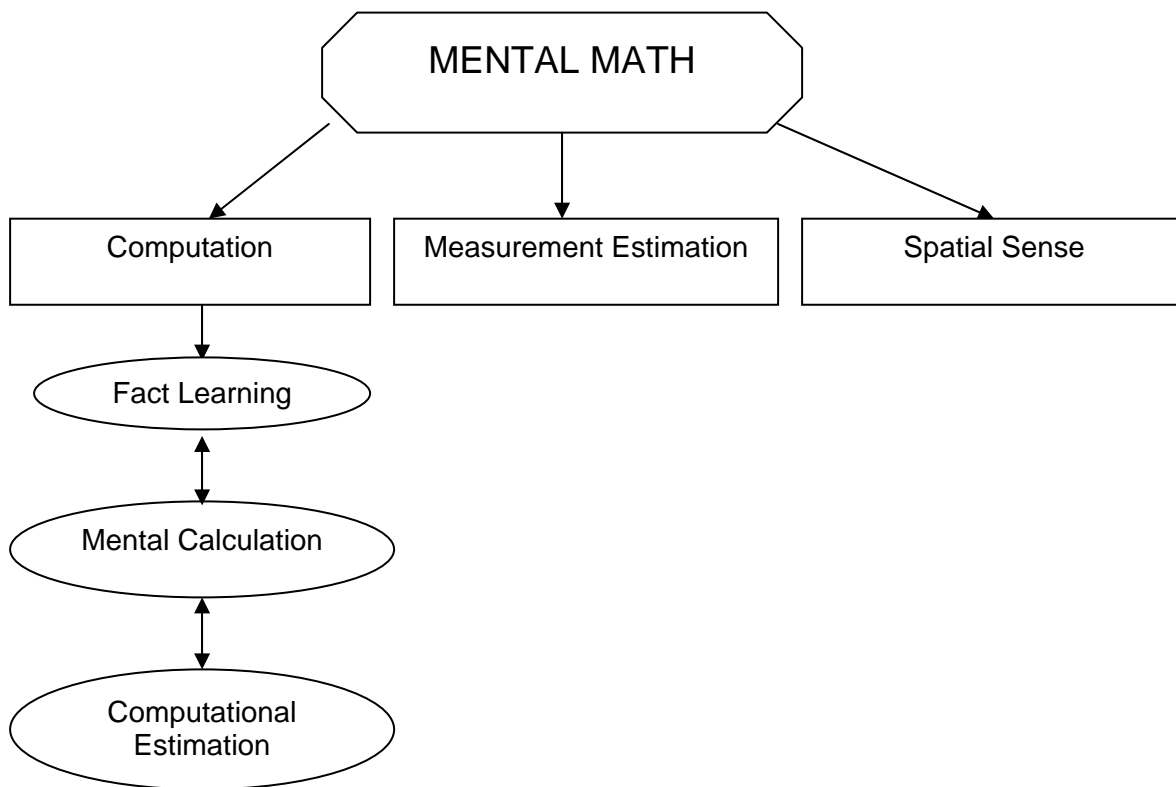 MENTAL MATH
Computation
Measurement Estimation
Spatial Sense
Fact Learning
Mental Calculation
Computational
Estimation